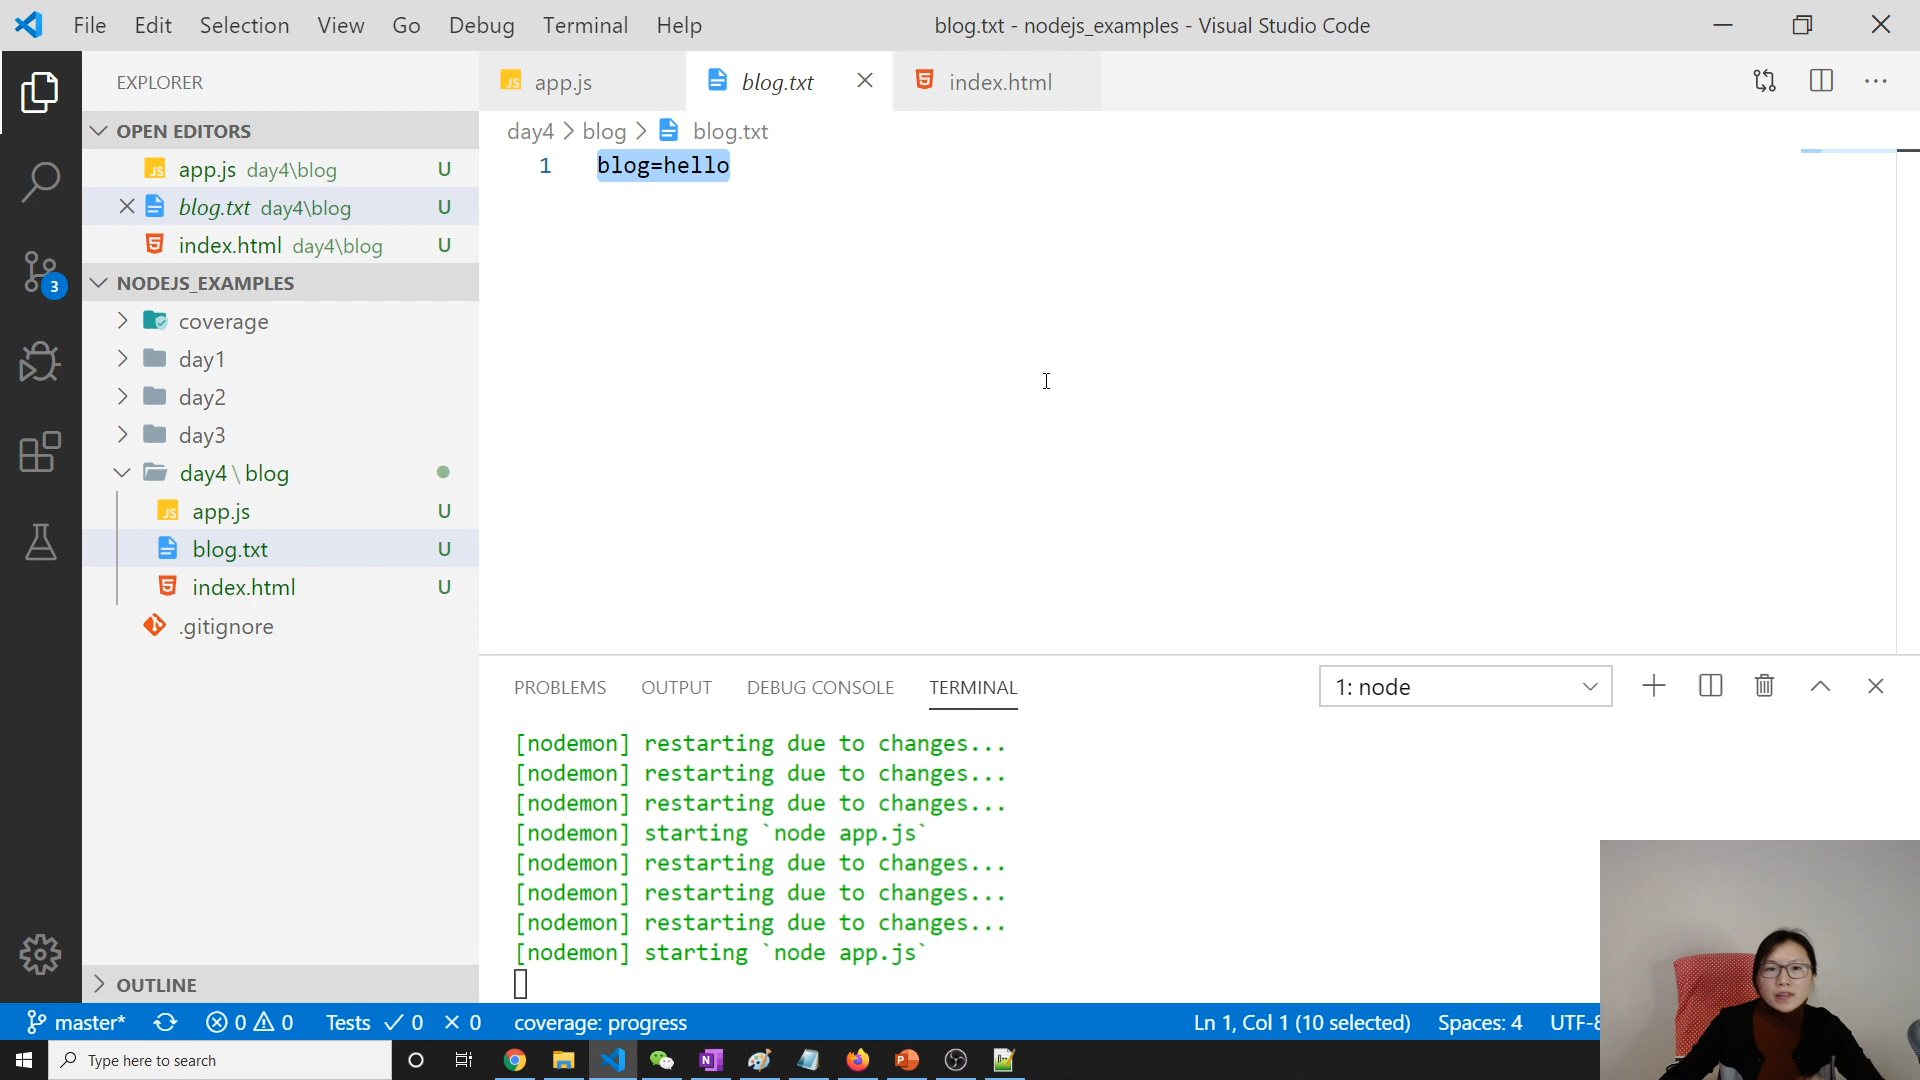 File Edit Selection View Go Debug Terminal Help
blog.txt - nodejs_examples - Visual Studio Code
EXPLORER
app.js
blog.txt
index.html
OPEN EDITORS
app.js day4\blog U
blog.txt day4\blog U
index.html day4\blog U
NODEJS_EXAMPLES
coverage
day1
day2
day3
day4 \ blog
app.js U
blog.txt U
index.html U
.gitignore
OUTLINE
day4 > blog > blog.txt
1 blog=hello
PROBLEMS OUTPUT DEBUG CONSOLE TERMINAL
1: node
[nodemon] restarting due to changes...
[nodemon] restarting due to changes...
[nodemon] restarting due to changes...
[nodemon] starting `node app.js`
[nodemon] restarting due to changes...
[nodemon] restarting due to changes...
[nodemon] restarting due to changes...
[nodemon] starting `node app.js`
3
master* 0 0 Tests 0 0 coverage: progress
Ln 1, Col 1 (10 selected) Spaces: 4
Type here to search